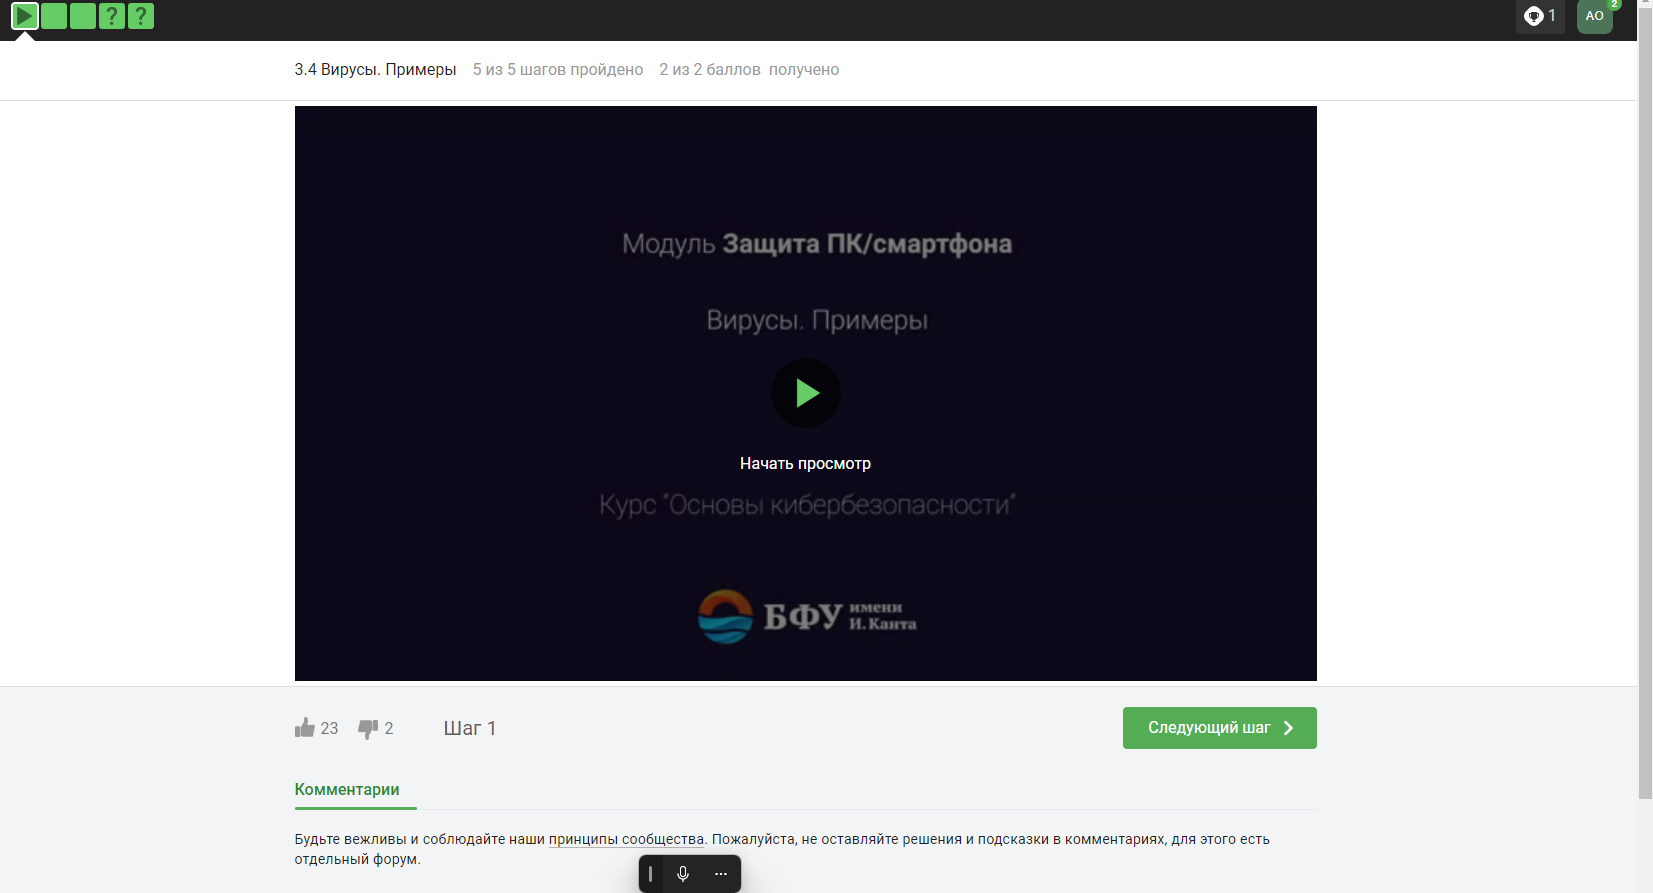 ? ?
1
АО
2
3.4 Вирусы. Примеры 5 из 5 шагов пройдено 2 из 2 баллов получено
Модуль Защита ПК/смартфона
Вирусы. Примеры
Начать просмотр
Курс "Основы кибербезопасности"
БФУ имени
И. Канта
23 2 Шаг 1 Следующий шаг
Комментарии
Будьте вежливы и соблюдайте наши принципы сообщества. Пожалуйста, не оставляйте решения и подсказки в комментариях, для этого есть
отдельный форум.